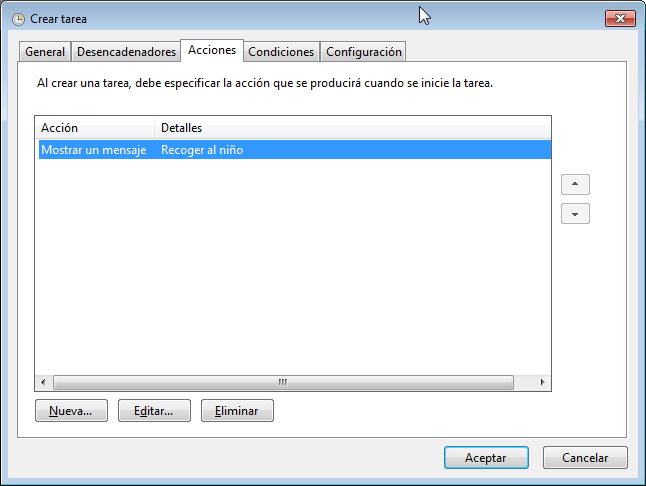 Crear tarea
General Desencadenadores Acciones Condiciones Configuración
Al crear una tarea, debe especificar la acción que se producirá cuando se inicie la tarea.
Acción Detalles
Mostrar un mensaje Recoger al niño
Nueva... Editar... Eliminar
Aceptar Cancelar